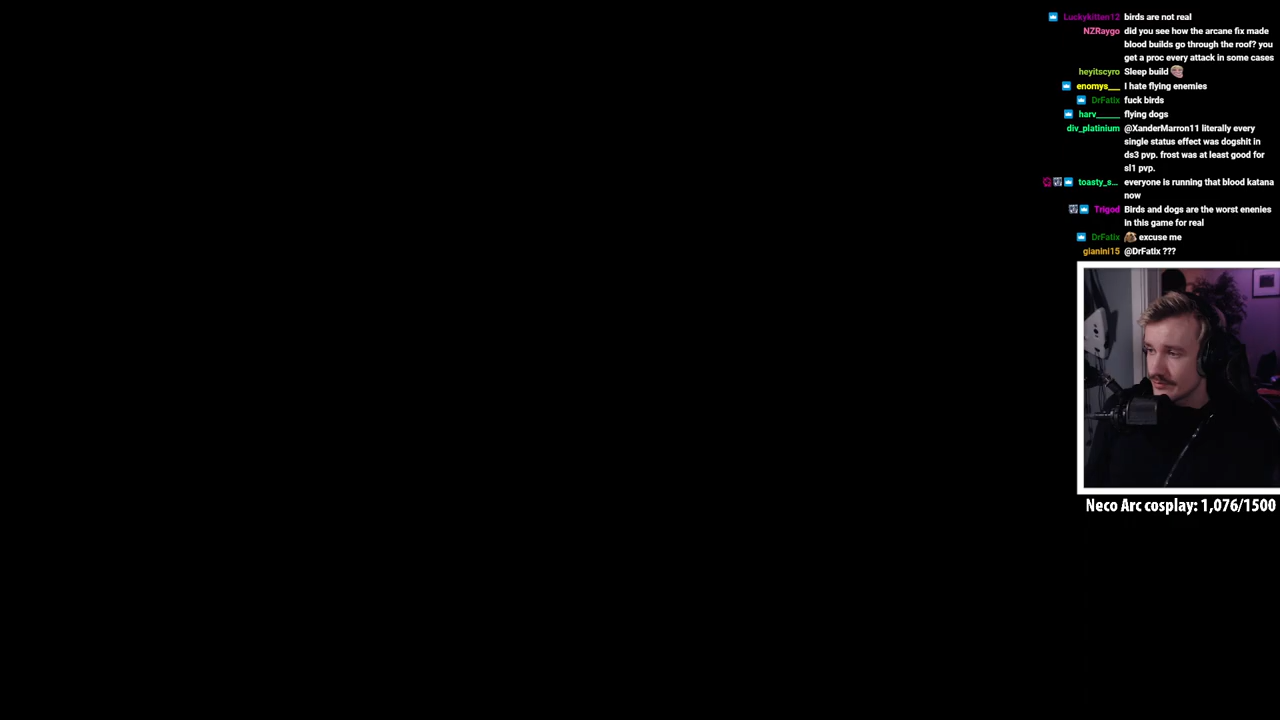 Luckykitten12 birds are not real
NZRaygo did you see how the arcane fix made
blood builds go through the roof? you
get a proc every attack in some cases
heyitscyro Sleep build
enomys___ I hate flying enemies
DrFatix fuck birds
harv______ flying dogs
div_platinium @XanderMarron11 literally every
single status effect was dogshit in
ds3 pvp. frost was at least good for
sl1 pvp.
toasty_s... everyone is running that blood katana
now
Trigod Birds and dogs are the worst enemies
in this game for real
DrFatix excuse me
gianini15 @DrFatix ???
Neco Arc cosplay: 1,076/1500